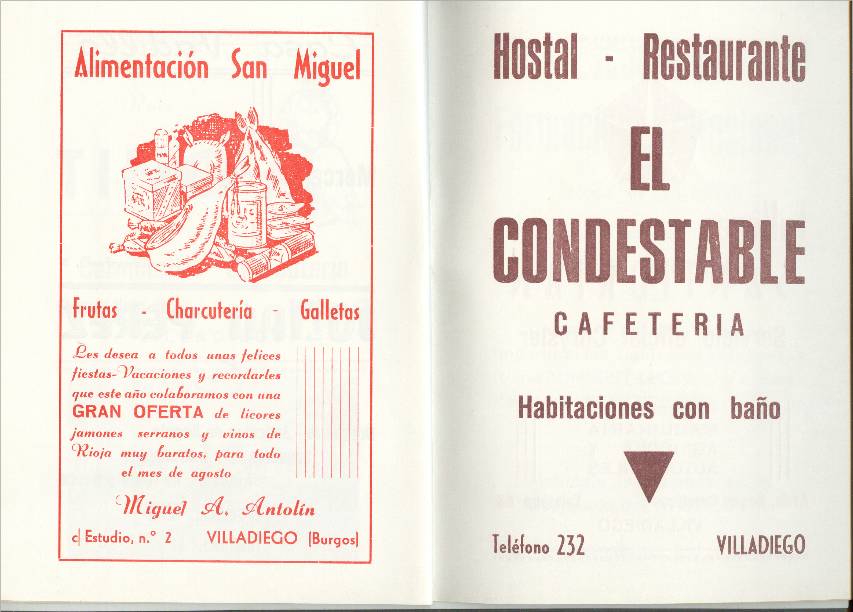 Alimentación San Miguel
Frutas - Charcutería - Galletas
Les desea a todos unas felices
fiestas-Vacaciones y recordarles
que este año colaboramos con una
GRAN OFERTA de licores
jamones serranos y vinos de
Rioja muy baratos, para todo
el mes de agosto
Miguel A. Antolín
c/ Estudio, n.º 2 VILLADIEGO (Burgos)
Hostal - Restaurante
EL
CONDESTABLE
CAFETERIA
Habitaciones con baño
Teléfono 232 VILLADIEGO